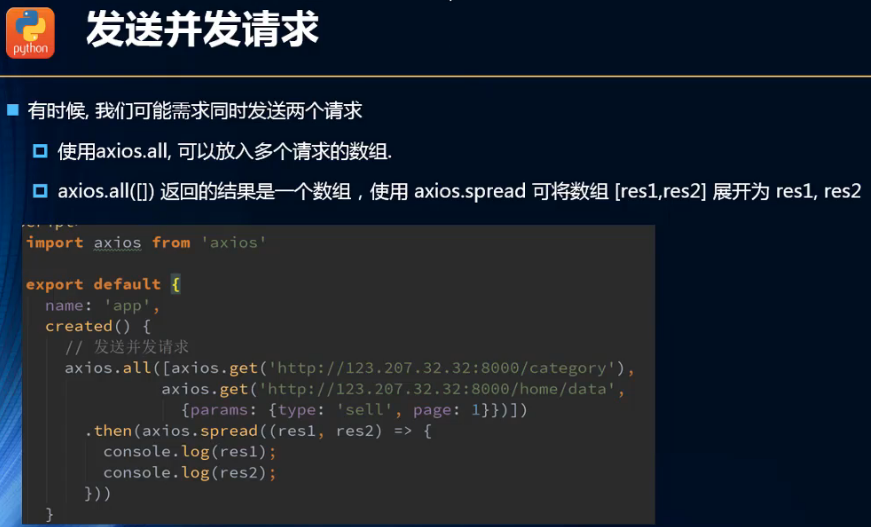 python
发送并发请求
有时候, 我们可能需求同时发送两个请求
使用axios.all, 可以放入多个请求的数组.
axios.all([]) 返回的结果是一个数组，使用 axios.spread 可将数组 [res1,res2] 展开为 res1, res2
import axios from 'axios'
export default {
name: 'app',
created() {
// 发送并发请求
axios.all([axios.get('http://123.207.32.32:8000/category'),
axios.get('http://123.207.32.32:8000/home/data',
{params: {type: 'sell', page: 1}})])
.then(axios.spread((res1, res2) => {
console.log(res1);
console.log(res2);
}))
}